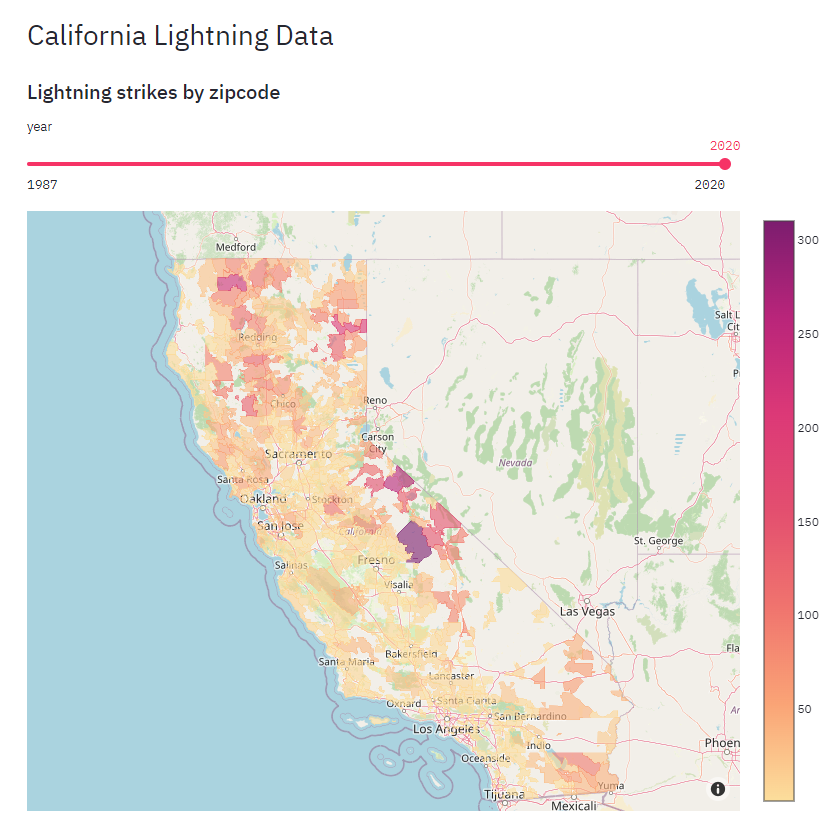 California Lightning Data
Lightning strikes by zipcode
year
2020
1987 2020
Medford
Salt L
Cit
Redding
P
Reno
Chico
Carson
City
Sacramento
Nevada
Santa Rosa
Oakland
Stockton
San Jose
California
St. George
Salinas
Fresno
Visalia
Las Vegas
Bakersfield
Fla
Santa Maria
Lancaster
Oxnard
Santa Clarita
Ar
San Bernardino
Los Angeles
Indio
Phoen
Oceanside
Yuma
Tijuana
Mexicali
300
250
200
150
100
50